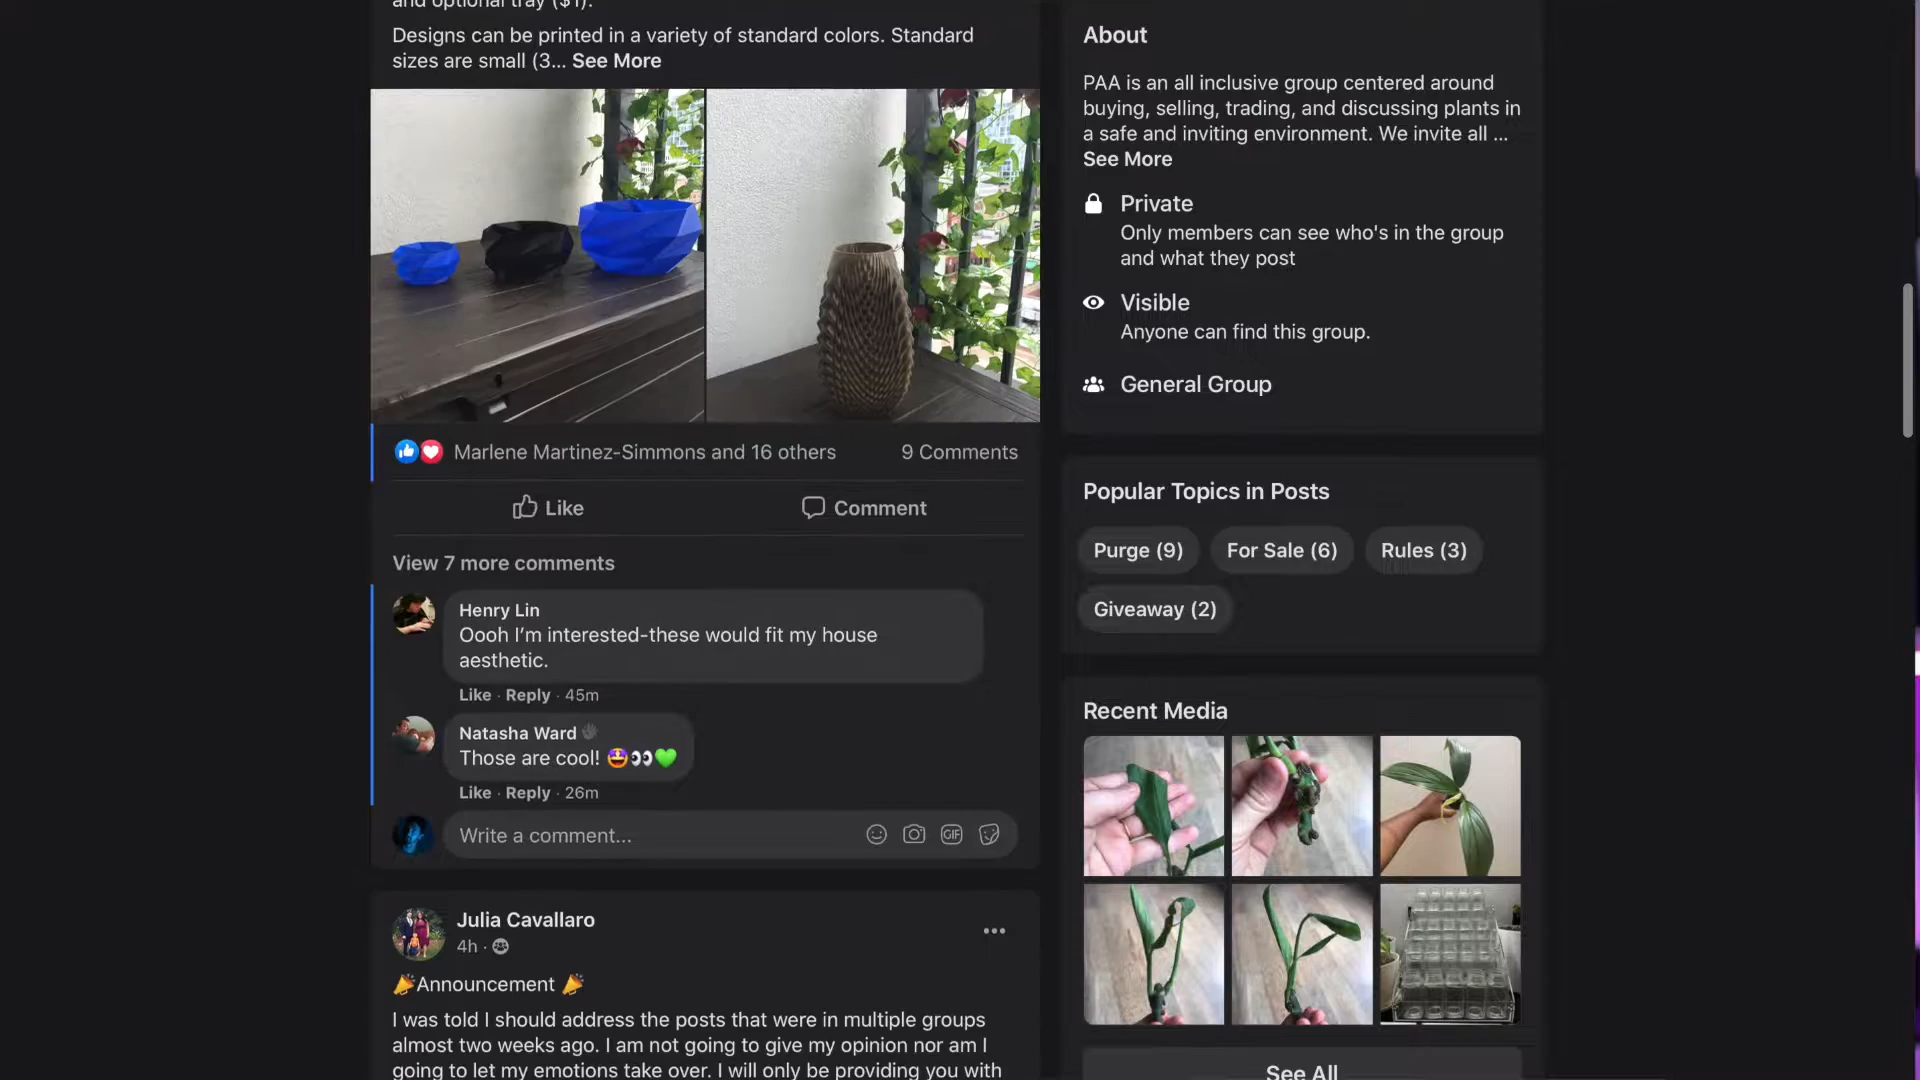 and optional tray ($1).
Designs can be printed in a variety of standard colors. Standard
sizes are small (3... See More
Marlene Martinez-Simmons and 16 others
9 Comments
Like
Comment
View 7 more comments
Henry Lin
Oooh I’m interested-these would fit my house
aesthetic.
Like · Reply · 45m
Natasha Ward
Those are cool! 🤩👀💚
Like · Reply · 26m
Write a comment...
GIF
Julia Cavallaro
4h ·
🎉Announcement 🎉
I was told I should address the posts that were in multiple groups
almost two weeks ago. I am not going to give my opinion nor am I
going to let my emotions take over. I will only be providing you with
About
PAA is an all inclusive group centered around
buying, selling, trading, and discussing plants in
a safe and inviting environment. We invite all ...
See More
Private
Only members can see who's in the group
and what they post
Visible
Anyone can find this group.
General Group
Popular Topics in Posts
Purge (9)
For Sale (6)
Rules (3)
Giveaway (2)
Recent Media
See All